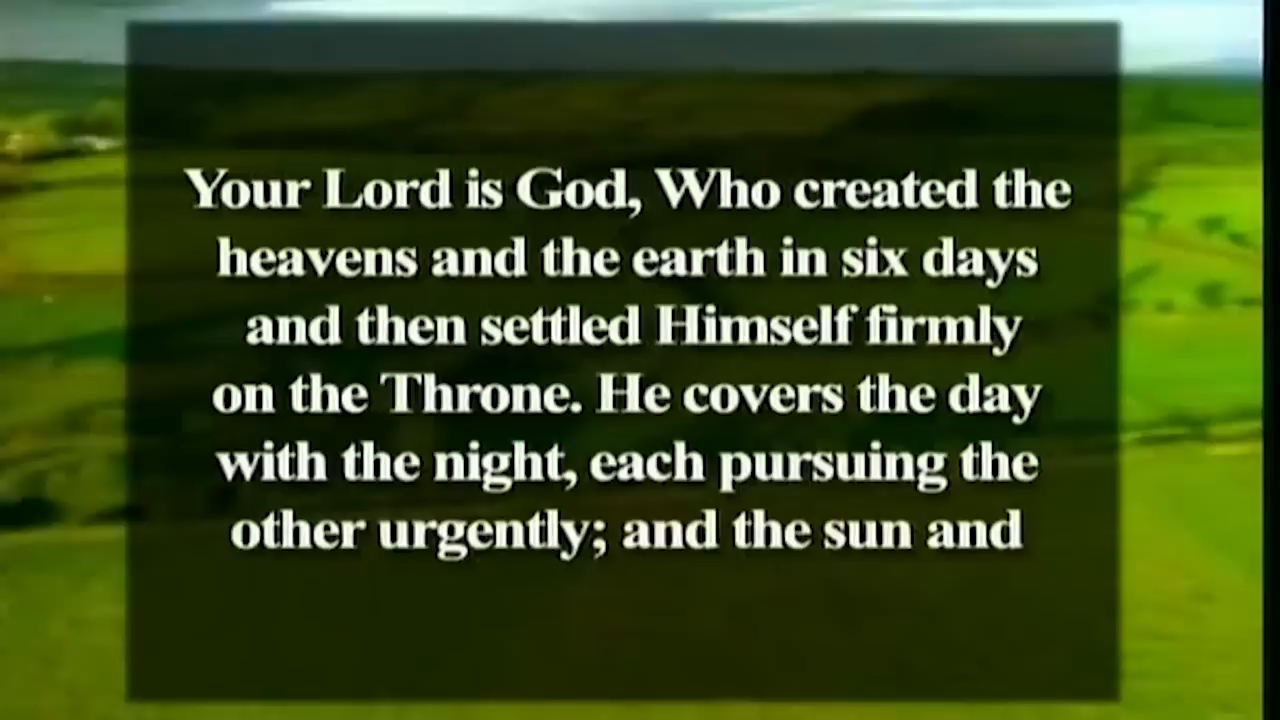 Your Lord is God, Who created the
heavens and the earth in six days
and then settled Himself firmly
on the Throne. He covers the day
with the night, each pursuing the
other urgently; and the sun and